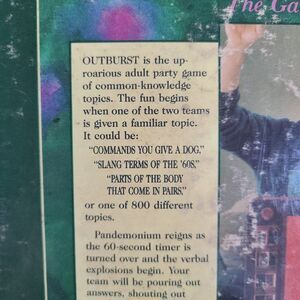 The Ga
OUTBURST is the up-
roarious adult party game
of common-knowledge
topics. The fun begins
when one of the two teams
is given a familiar topic.
It could be:
"COMMANDS YOU GIVE A DOG,"
"SLANG TERMS OF THE '60S,"
"PARTS OF THE BODY
THAT COME IN PAIRS,"
or one of 800 different
topics.
Pandemonium reigns as
the 60-second timer is
turned over and the verbal
explosions begin. Your
team will be pouring out
answers, shouting out